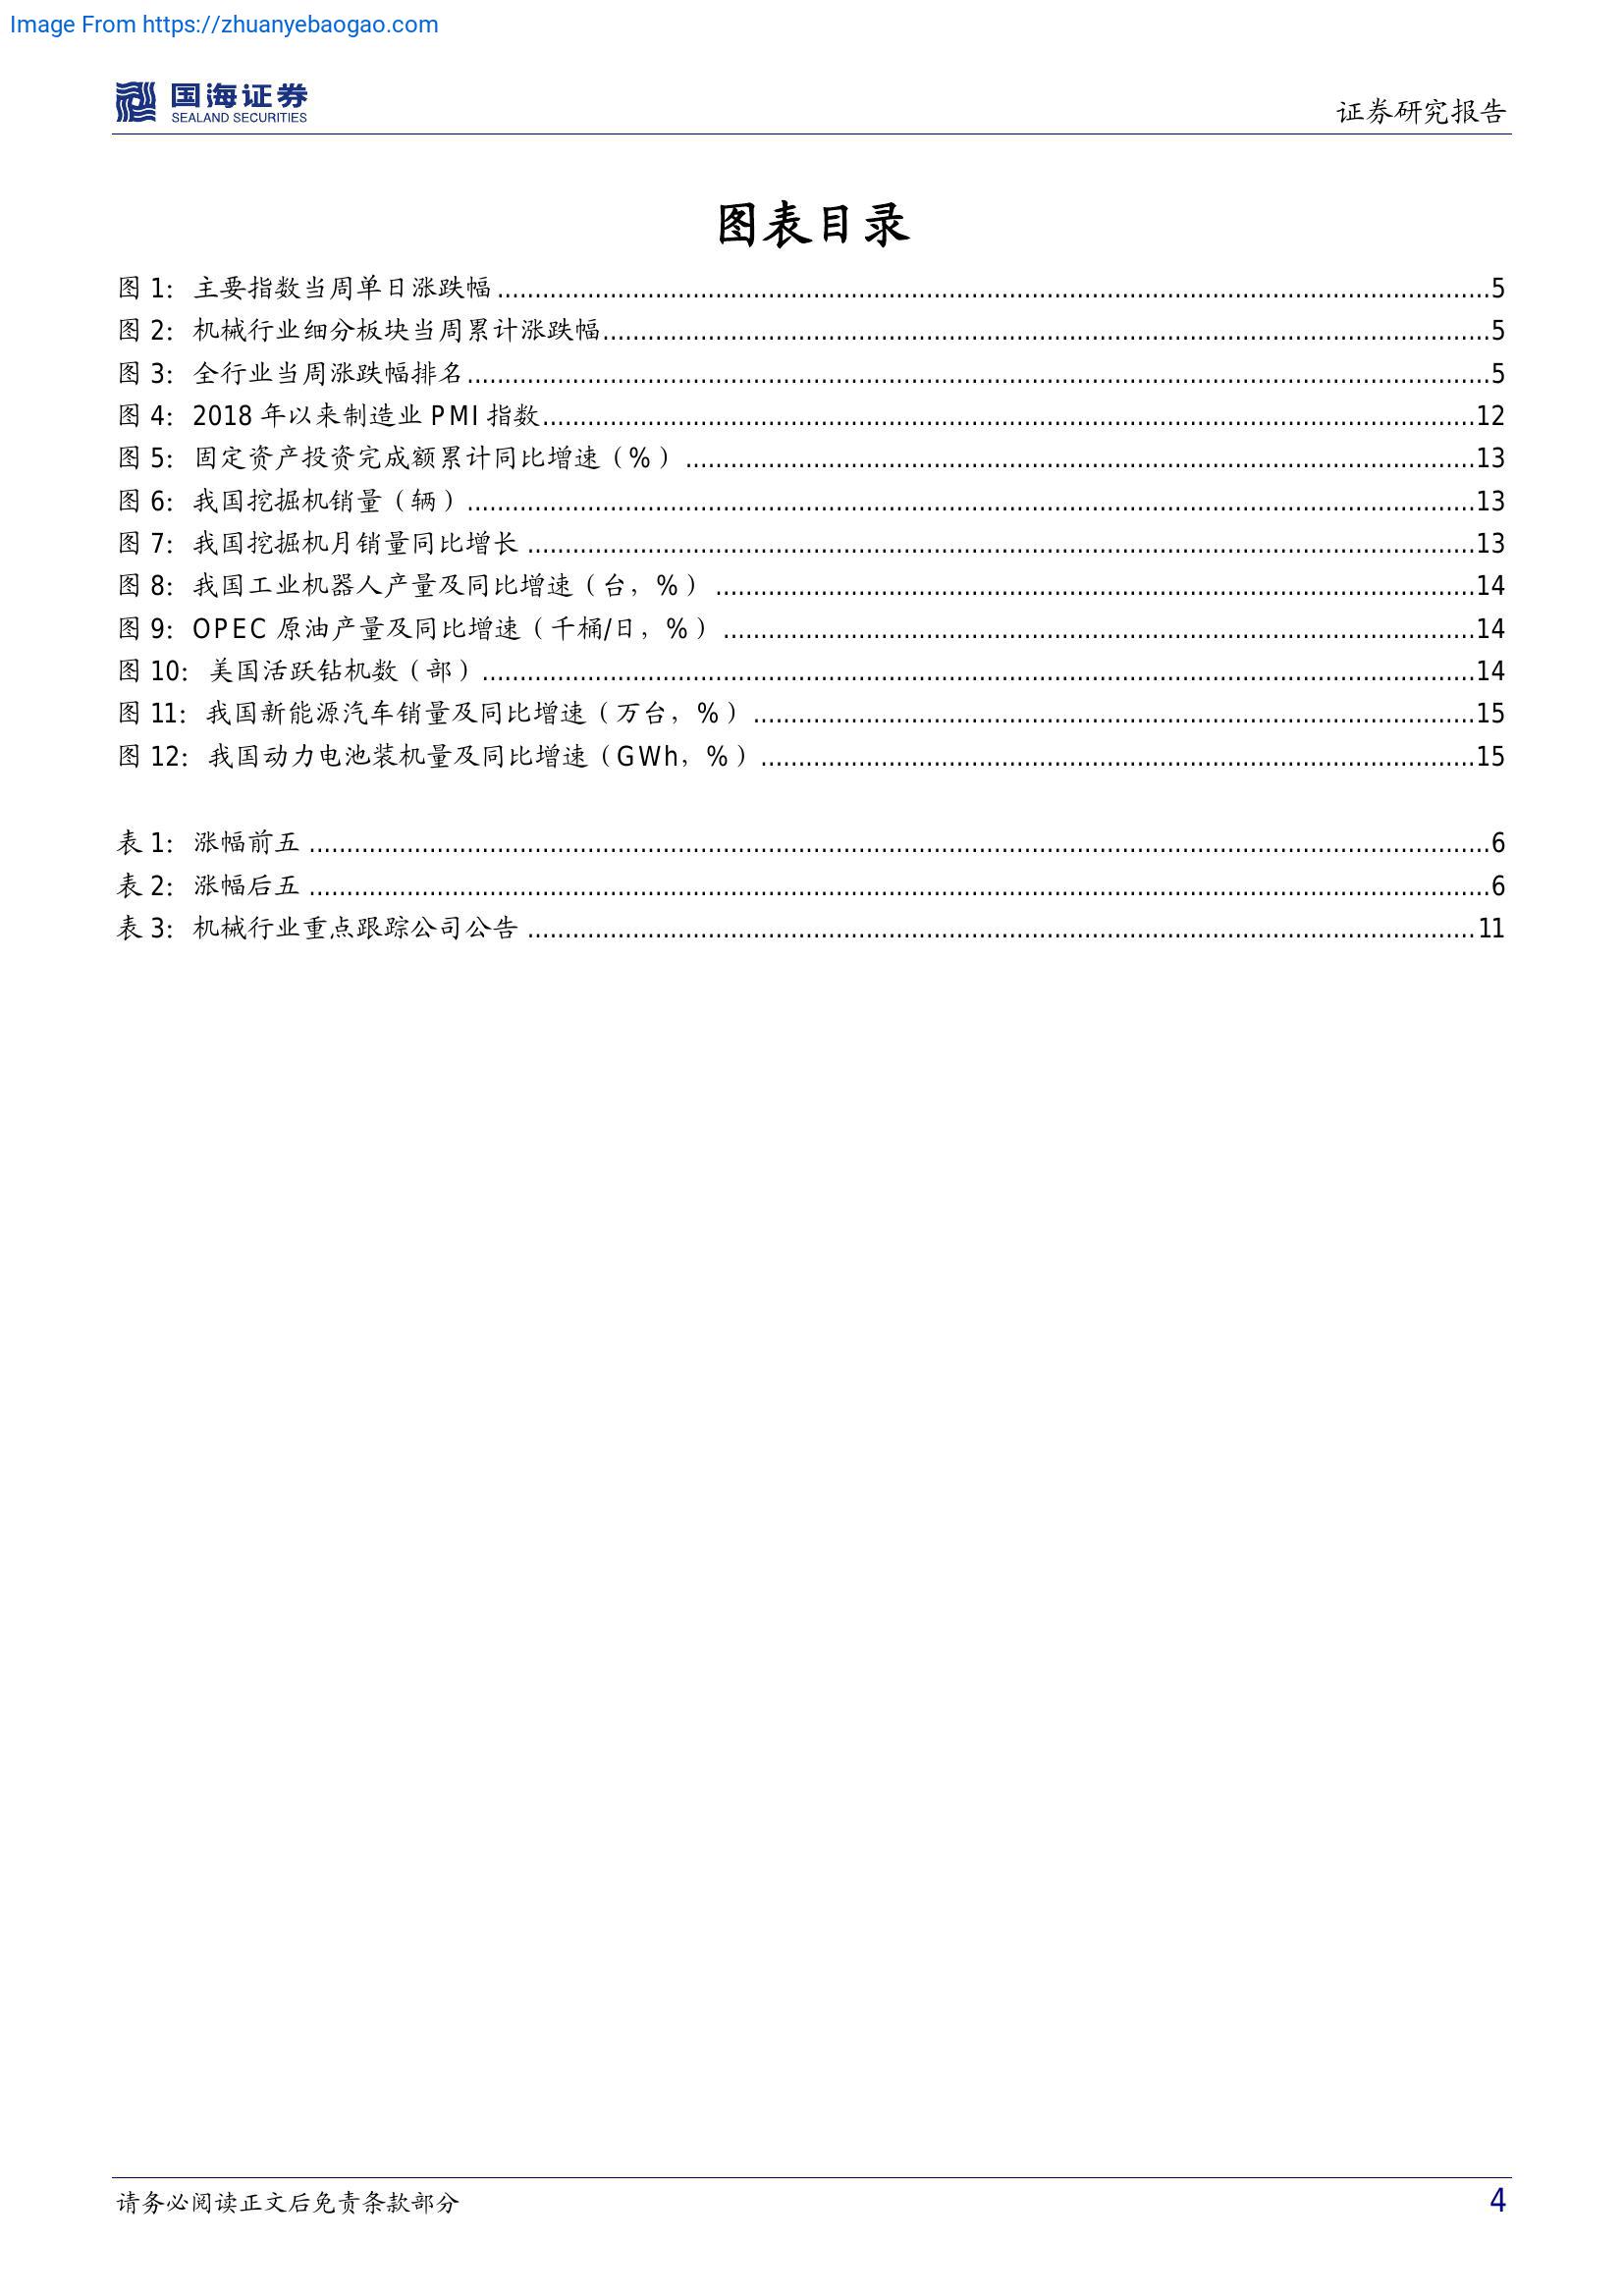 Image From https://zhuanyebaogao.com
国海证券
SEALAND SECURITIES
证券研究报告
图表目录
图 1: 主要指数当周单日涨跌幅 5
图 2: 机械行业细分板块当周累计涨跌幅 5
图 3: 全行业当周涨跌幅排名 5
图 4: 2018 年以来制造业 PMI 指数 12
图 5: 固定资产投资完成额累计同比增速（%） 13
图 6: 我国挖掘机销量（辆） 13
图 7: 我国挖掘机月销量同比增长 13
图 8: 我国工业机器人产量及同比增速（台，%） 14
图 9: OPEC 原油产量及同比增速（千桶/日，%） 14
图 10: 美国活跃钻机数（部） 14
图 11: 我国新能源汽车销量及同比增速（万台，%） 15
图 12: 我国动力电池装机量及同比增速（GWh，%） 15
表 1: 涨幅前五 6
表 2: 涨幅后五 6
表 3: 机械行业重点跟踪公司公告 11
请务必阅读正文后免责条款部分 4